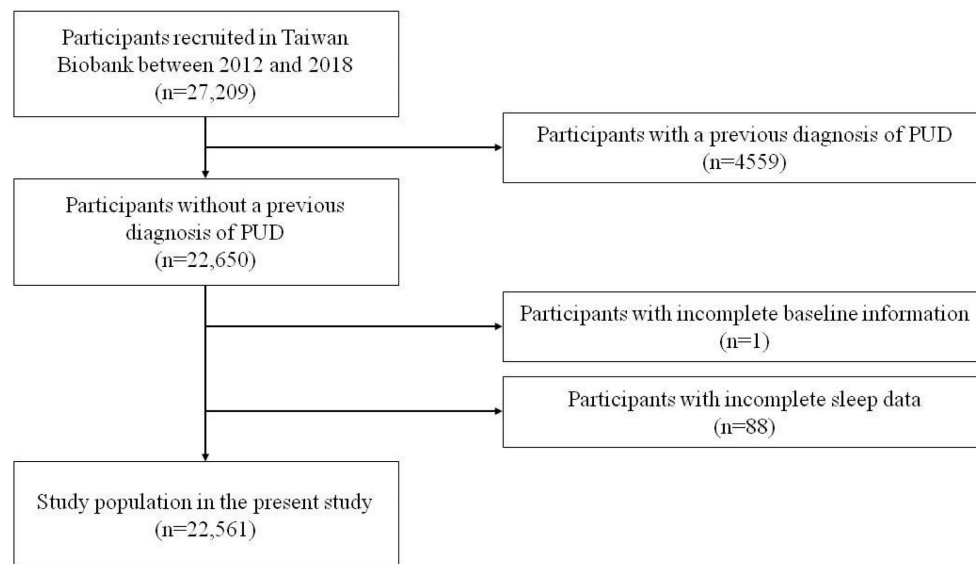 Participants recruited in Taiwan
Biobank between 2012 and 2018
(n=27,209)
Participants with a previous diagnosis of PUD
(n=4559)
Participants without a previous
diagnosis of PUD
(n=22,650)
Participants with incomplete baseline information
(n=1)
Participants with incomplete sleep data
(n=88)
Study population in the present study
(n=22,561)